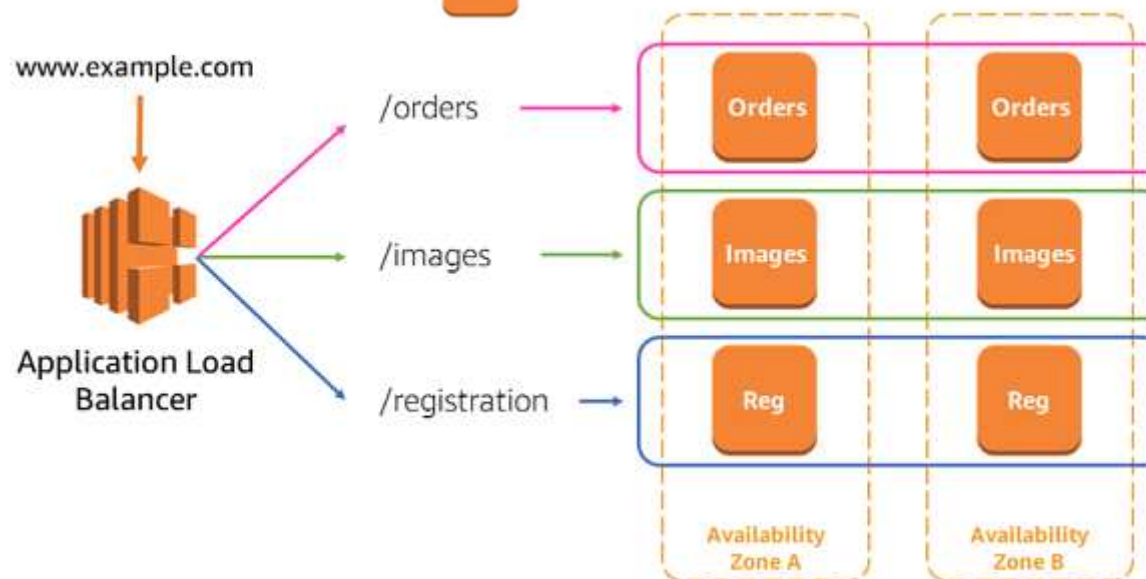 www.example.com
/orders
Orders
Orders
/images
Images
Images
Application Load
Balancer
/registration
Reg
Reg
Availability
Zone A
Availability
Zone B